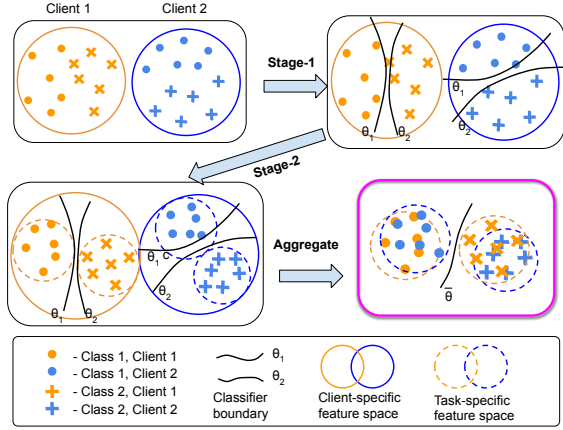 Client 1
Client 2
Stage-1
θ1
θ2
θ1
θ2
Stage-2
θ1
θ2
θ1
C
θ2
Aggregate
θ̅
- Class 1, Client 1
- Class 1, Client 2
- Class 2, Client 1
- Class 2, Client 2
θ1
θ2
Classifier
boundary
Client-specific
feature space
Task-specific
feature space